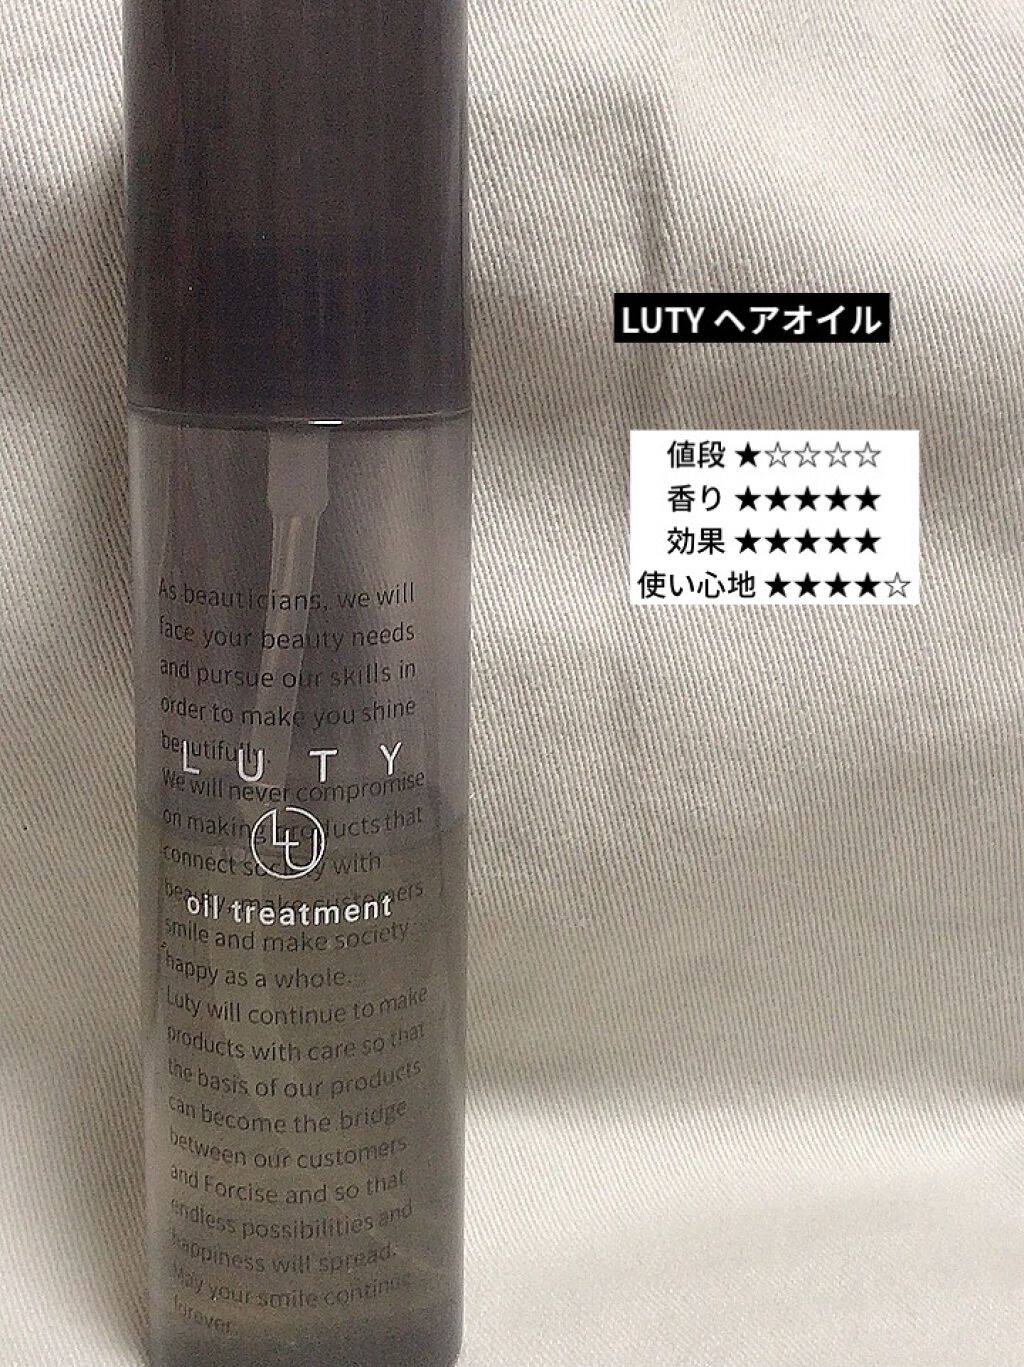 LUTY ヘアオイル
値段 ★☆☆☆☆
香り ★★★★★
効果 ★★★★★
使い心地 ★★★★☆
As beauticians, we will
face your beauty needs
and pursue our skills in
order to make you shine
beautifully.
L U T Y
We will never compromise
on making products that
LU
connect society with
beauty, make customers
oil treatment
smile and make society
happy as a whole.
Luty will continue to make
products with care so that
the basis of our products
can become the bridge
between our customers
and Forcise and so that
endless possibilities and
happiness will spread.
May your smile continue
forever.